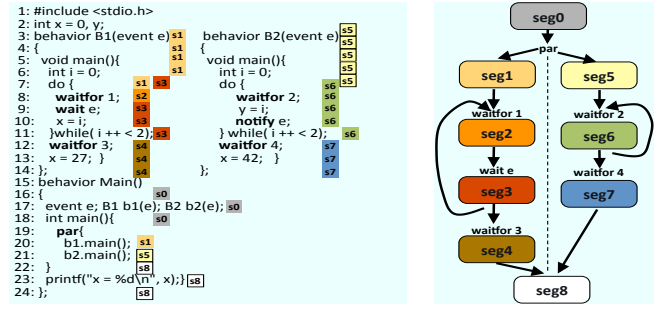 1: #include <stdio.h>
2: int x = 0, y;
3: behavior B1(event e) s1 behavior B2(event e) s5
4: { s1 { s5
5: void main(){ s1 void main(){ s5
6: int i = 0; s1 int i = 0; s5
7: do { s1 s3 do { s5 s6
8: waitfor 1; s2 waitfor 2; s6
9: wait e; s3 y = i; s6
10: x = i; s3 notify e; s6
11: }while( i ++ < 2); s3 } while( i ++ < 2); s6
12: waitfor 3; s4 waitfor 4; s7
13: x = 27; } s4 x = 42; } s7
14: }; s4 }; s7
15: behavior Main()
16: { s0
17: event e; B1 b1(e); B2 b2(e); s0
18: int main(){ s0
19: par{
20: b1.main(); s1
21: b2.main(); s5
22: } s8
23: printf("x = %d\n", x);} s8
24: }; s8
seg0
par
seg1 seg5
waitfor 1 waitfor 2
seg2 seg6
wait e waitfor 4
seg3 seg7
waitfor 3
seg4
seg8